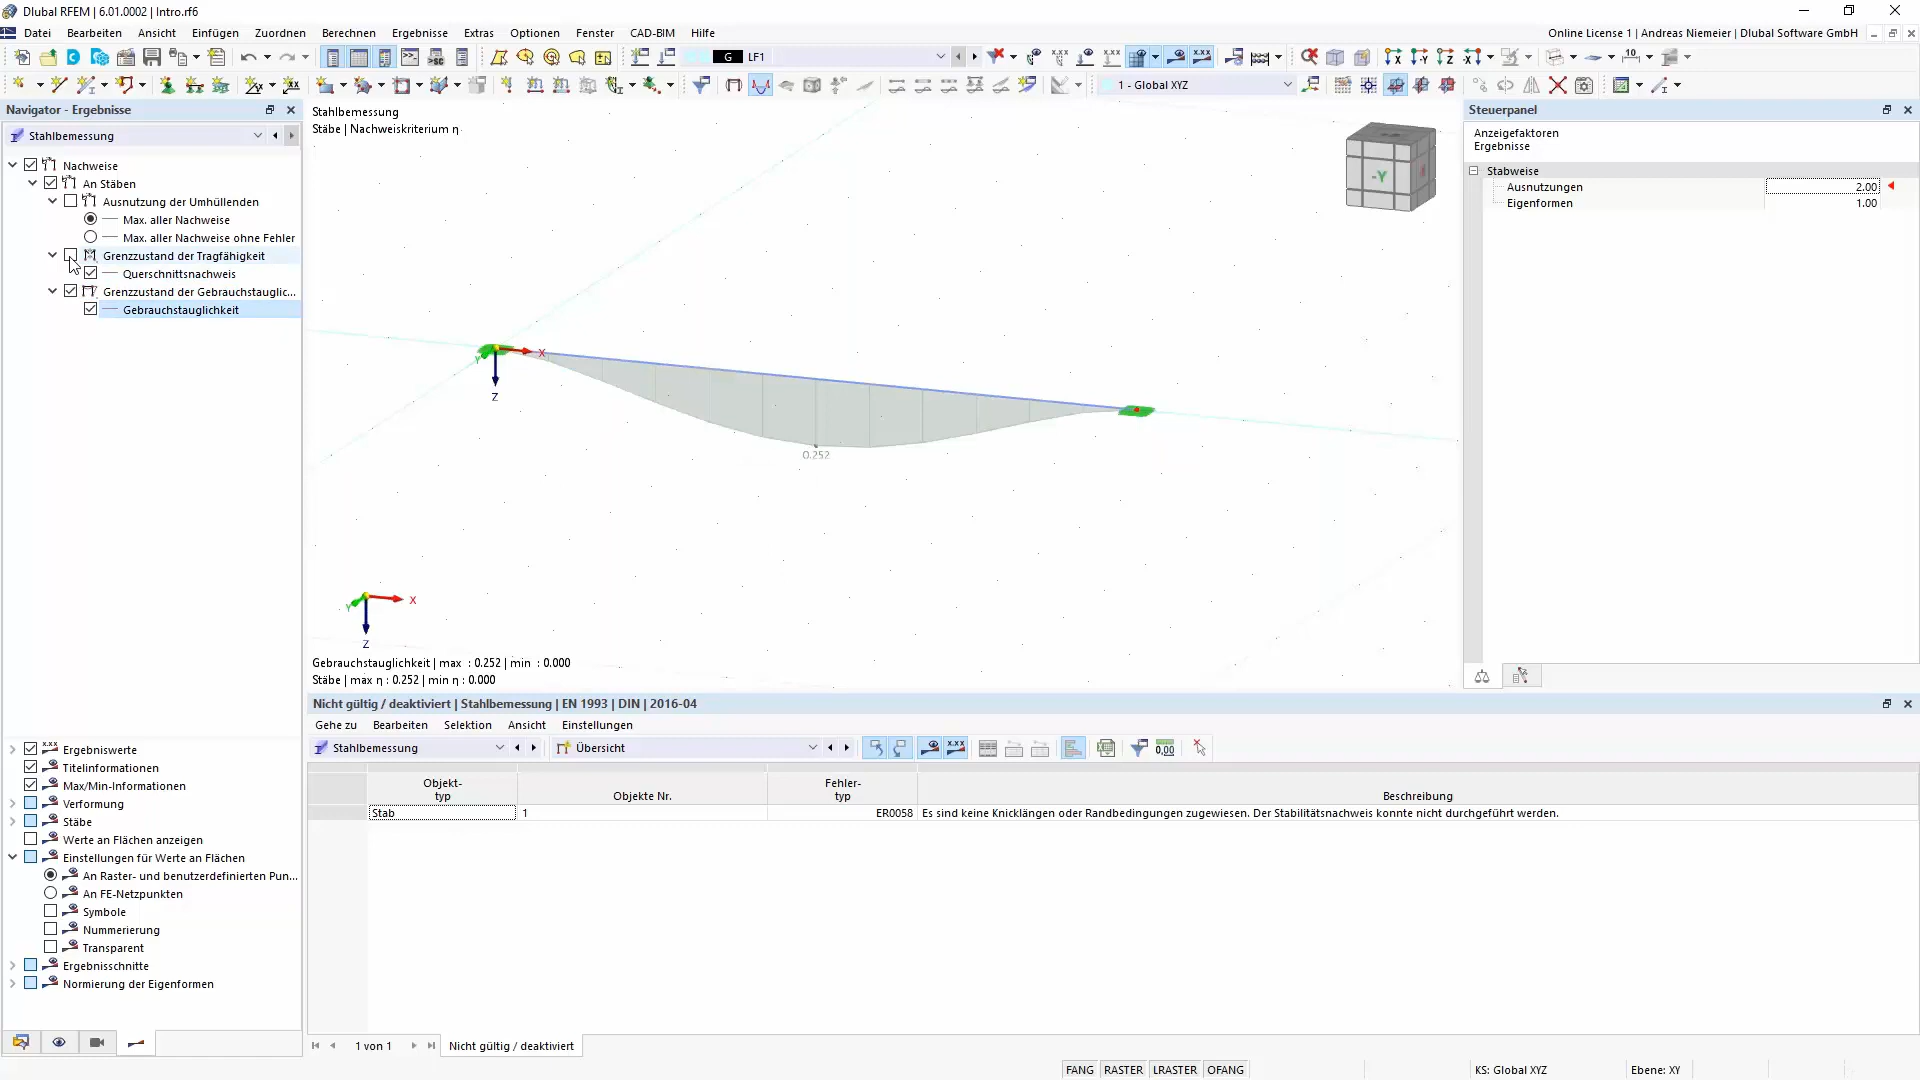 Dlubal RFEM | 6.01.0002 | Intro.rf6
Datei Bearbeiten Ansicht Einfügen Zuordnen Berechnen Ergebnisse Extras Optionen Fenster CAD-BIM Hilfe
Online License 1 | Andreas Niemeier | Dlubal Software GmbH
G LF1
1 - Global XYZ
Navigator - Ergebnisse
Stahlbemessung
Nachweise
An Stäben
Ausnutzung der Umhüllenden
Max. aller Nachweise
Max. aller Nachweise ohne Fehler
Grenzzustand der Tragfähigkeit
Querschnittsnachweis
Grenzzustand der Gebrauchstauglic...
Gebrauchstauglichkeit
Ergebniswerte
Titelinformationen
Max/Min-Informationen
Verformung
Stäbe
Werte an Flächen anzeigen
Einstellungen für Werte an Flächen
An Raster- und benutzerdefinierten Pun...
An FE-Netzpunkten
Symbole
Nummerierung
Transparent
Ergebnisschnitte
Normierung der Eigenformen
Stahlbemessung
Stäbe | Nachweiskriterium η
-Y
X
Y
Z
0.252
X
Y
Z
Gebrauchstauglichkeit | max : 0.252 | min : 0.000
Stäbe | max η : 0.252 | min η : 0.000
Steuerpanel
Anzeigefaktoren
Ergebnisse
Stabweise
Ausnutzungen 2.00
Eigenformen 1.00
Nicht gültig / deaktiviert | Stahlbemessung | EN 1993 | DIN | 2016-04
Gehe zu Bearbeiten Selektion Ansicht Einstellungen
Stahlbemessung Übersicht
Objekt-
typ
Objekte Nr.
Fehler-
typ
Beschreibung
Stab 1 ER0058 Es sind keine Knicklängen oder Randbedingungen zugewiesen. Der Stabilitätsnachweis konnte nicht durchgeführt werden.
1 von 1 Nicht gültig / deaktiviert
FANG RASTER LRASTER OFANG KS: Global XYZ Ebene: XY